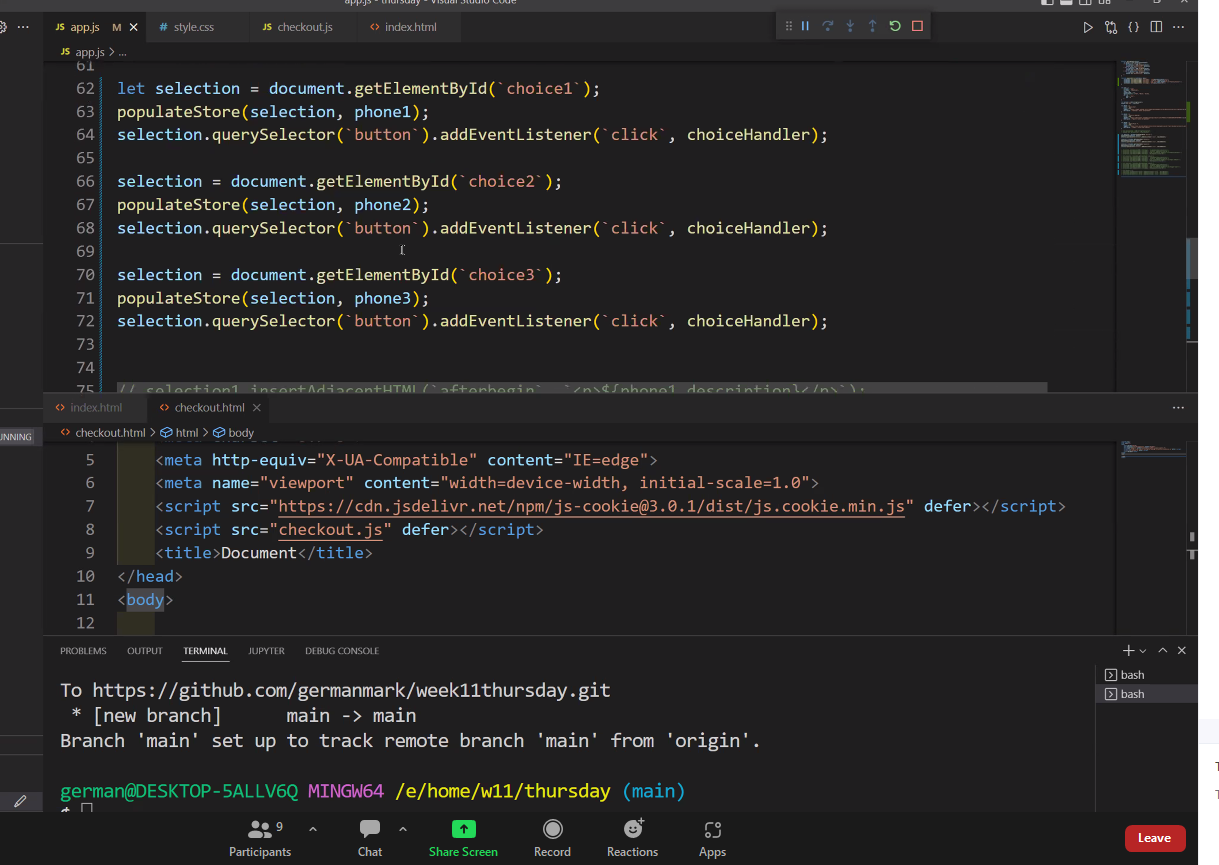 app.js - thursday - Visual Studio Code
JS app.js M
# style.css
JS checkout.js
<> index.html
JS app.js > ...
61
62 let selection = document.getElementById(`choice1`);
63 populateStore(selection, phone1);
64 selection.querySelector(`button`).addEventListener(`click`, choiceHandler);
65
66 selection = document.getElementById(`choice2`);
67 populateStore(selection, phone2);
68 selection.querySelector(`button`).addEventListener(`click`, choiceHandler);
69
70 selection = document.getElementById(`choice3`);
71 populateStore(selection, phone3);
72 selection.querySelector(`button`).addEventListener(`click`, choiceHandler);
73
74
75 // selection1.insertAdjacentHTML(`afterbegin`, `<p>${phone1.description}</p>`);
<> index.html
<> checkout.html
UNNING
<> checkout.html > html > body
5 <meta http-equiv="X-UA-Compatible" content="IE=edge">
6 <meta name="viewport" content="width=device-width, initial-scale=1.0">
7 <script src="https://cdn.jsdelivr.net/npm/js-cookie@3.0.1/dist/js.cookie.min.js" defer></script>
8 <script src="checkout.js" defer></script>
9 <title>Document</title>
10 </head>
11 <body>
12
PROBLEMS OUTPUT TERMINAL JUPYTER DEBUG CONSOLE
To https://github.com/germanmark/week11thursday.git
* [new branch] main -> main
Branch 'main' set up to track remote branch 'main' from 'origin'.
german@DESKTOP-5ALLV6Q MINGW64 /e/home/w11/thursday (main)
$
bash
bash
9
Participants
Chat
Share Screen
Record
Reactions
Apps
Leave